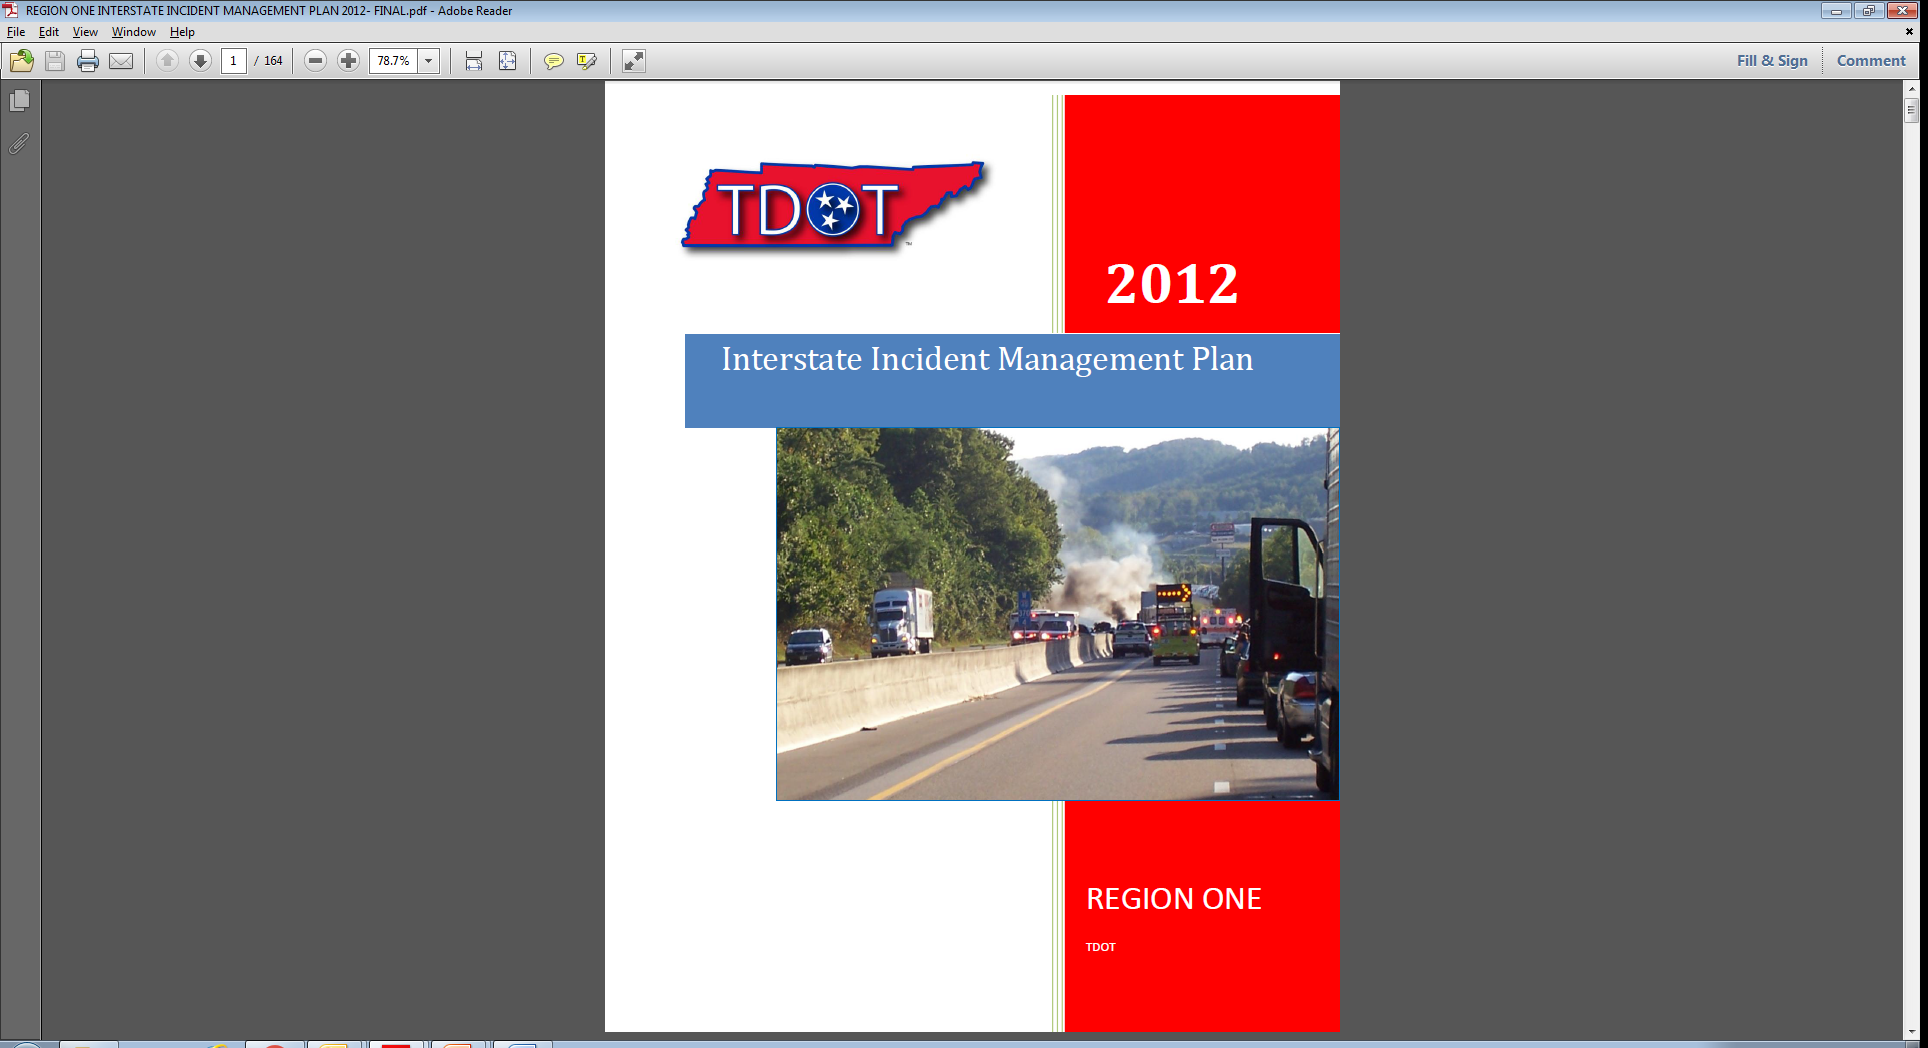 REGION ONE INTERSTATE INCIDENT MANAGEMENT PLAN 2012- FINAL.pdf - Adobe Reader
File Edit View Window Help
1 / 164 78.7% Fill & Sign Comment
TDOT
TM
2012
Interstate Incident Management Plan
REGION ONE
TDOT